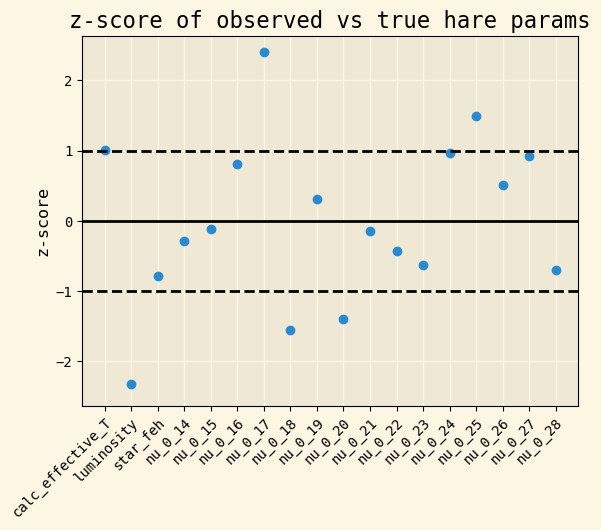 z-score of observed vs true hare params
z-score
2
1
0
−1
−2
calc_effective_T
luminosity
star_feh
nu_0_14
nu_0_15
nu_0_16
nu_0_17
nu_0_18
nu_0_19
nu_0_20
nu_0_21
nu_0_22
nu_0_23
nu_0_24
nu_0_25
nu_0_26
nu_0_27
nu_0_28